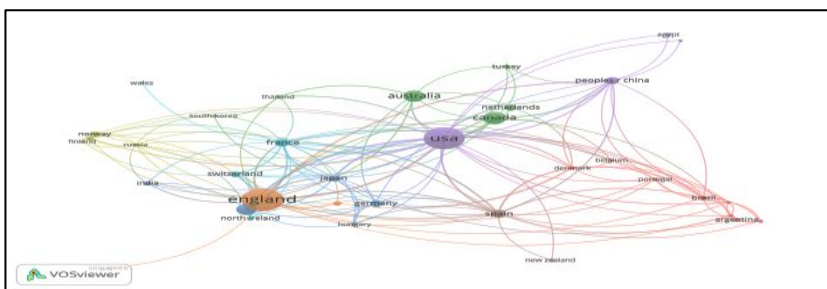 egypt
turkey
peoples r china
wales
thailand
australia
netherlands
canada
south korea
norway
finland
russia
france
usa
belgium
denmark
switzerland
japan
portugal
india
england
germany
brazil
north ireland
spain
argentina
hungary
new zealand
singapore
VOSviewer